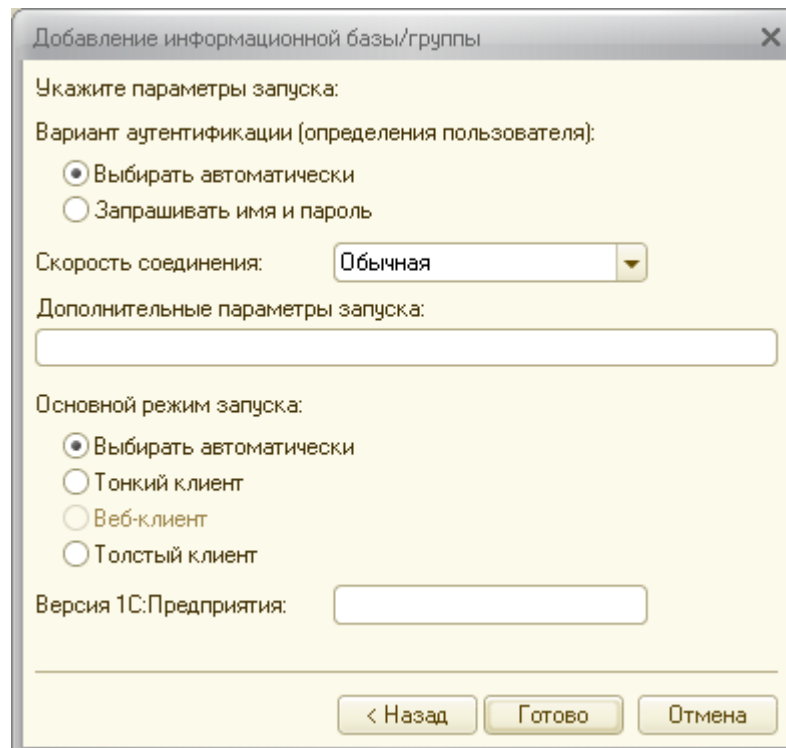 Добавление информационной базы/группы
Укажите параметры запуска:
Вариант аутентификации (определения пользователя):
Выбирать автоматически
Запрашивать имя и пароль
Скорость соединения: Обычная
Дополнительные параметры запуска:
Основной режим запуска:
Выбирать автоматически
Тонкий клиент
Веб-клиент
Толстый клиент
Версия 1С:Предприятия:
< Назад Готово Отмена